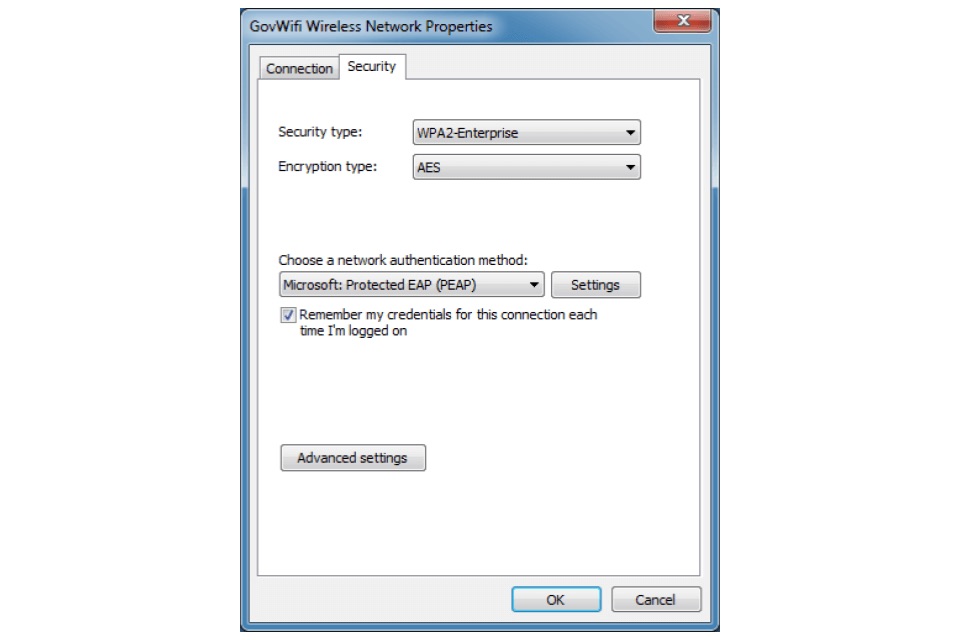 GovWifi Wireless Network Properties
Connection Security
Security type: WPA2-Enterprise
Encryption type: AES
Choose a network authentication method:
Microsoft: Protected EAP (PEAP) Settings
Remember my credentials for this connection each
time I'm logged on
Advanced settings
OK Cancel